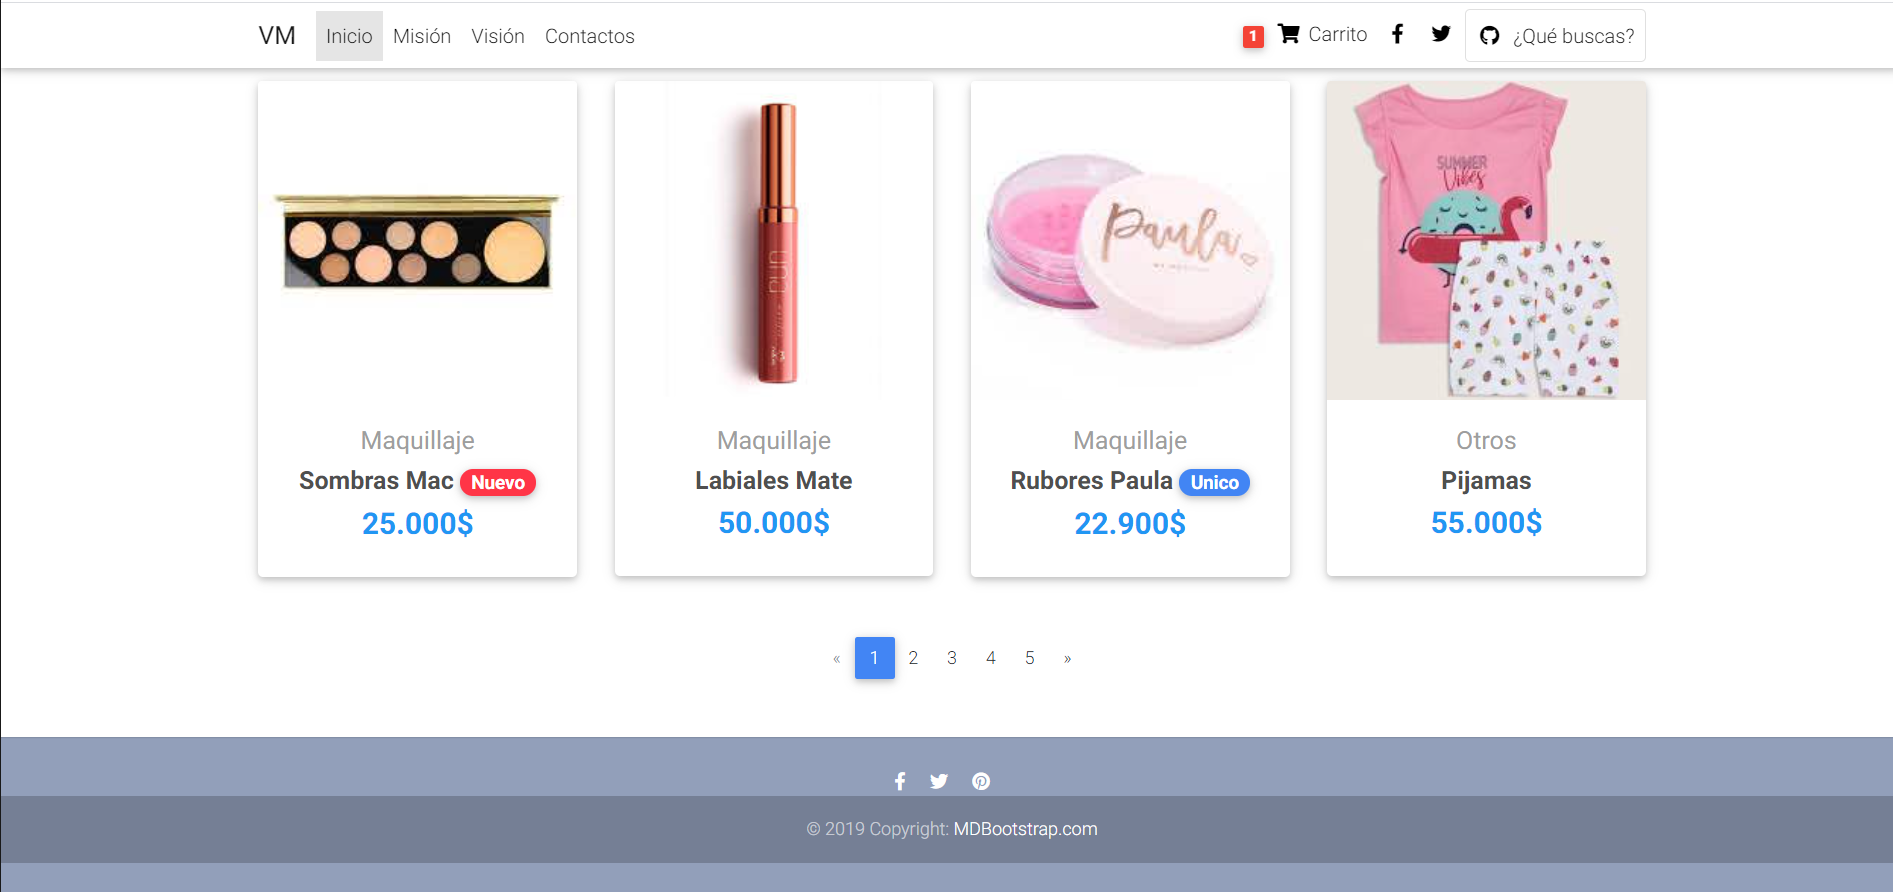 VM Inicio Misión Visión Contactos 1 Carrito ¿Qué buscas?
UNA
Paula
SUMMER
Vibes
Maquillaje
Sombras Mac Nuevo
25.000$
Maquillaje
Labiales Mate
50.000$
Maquillaje
Rubores Paula Unico
22.900$
Otros
Pijamas
55.000$
« 1 2 3 4 5 »
© 2019 Copyright: MDBootstrap.com